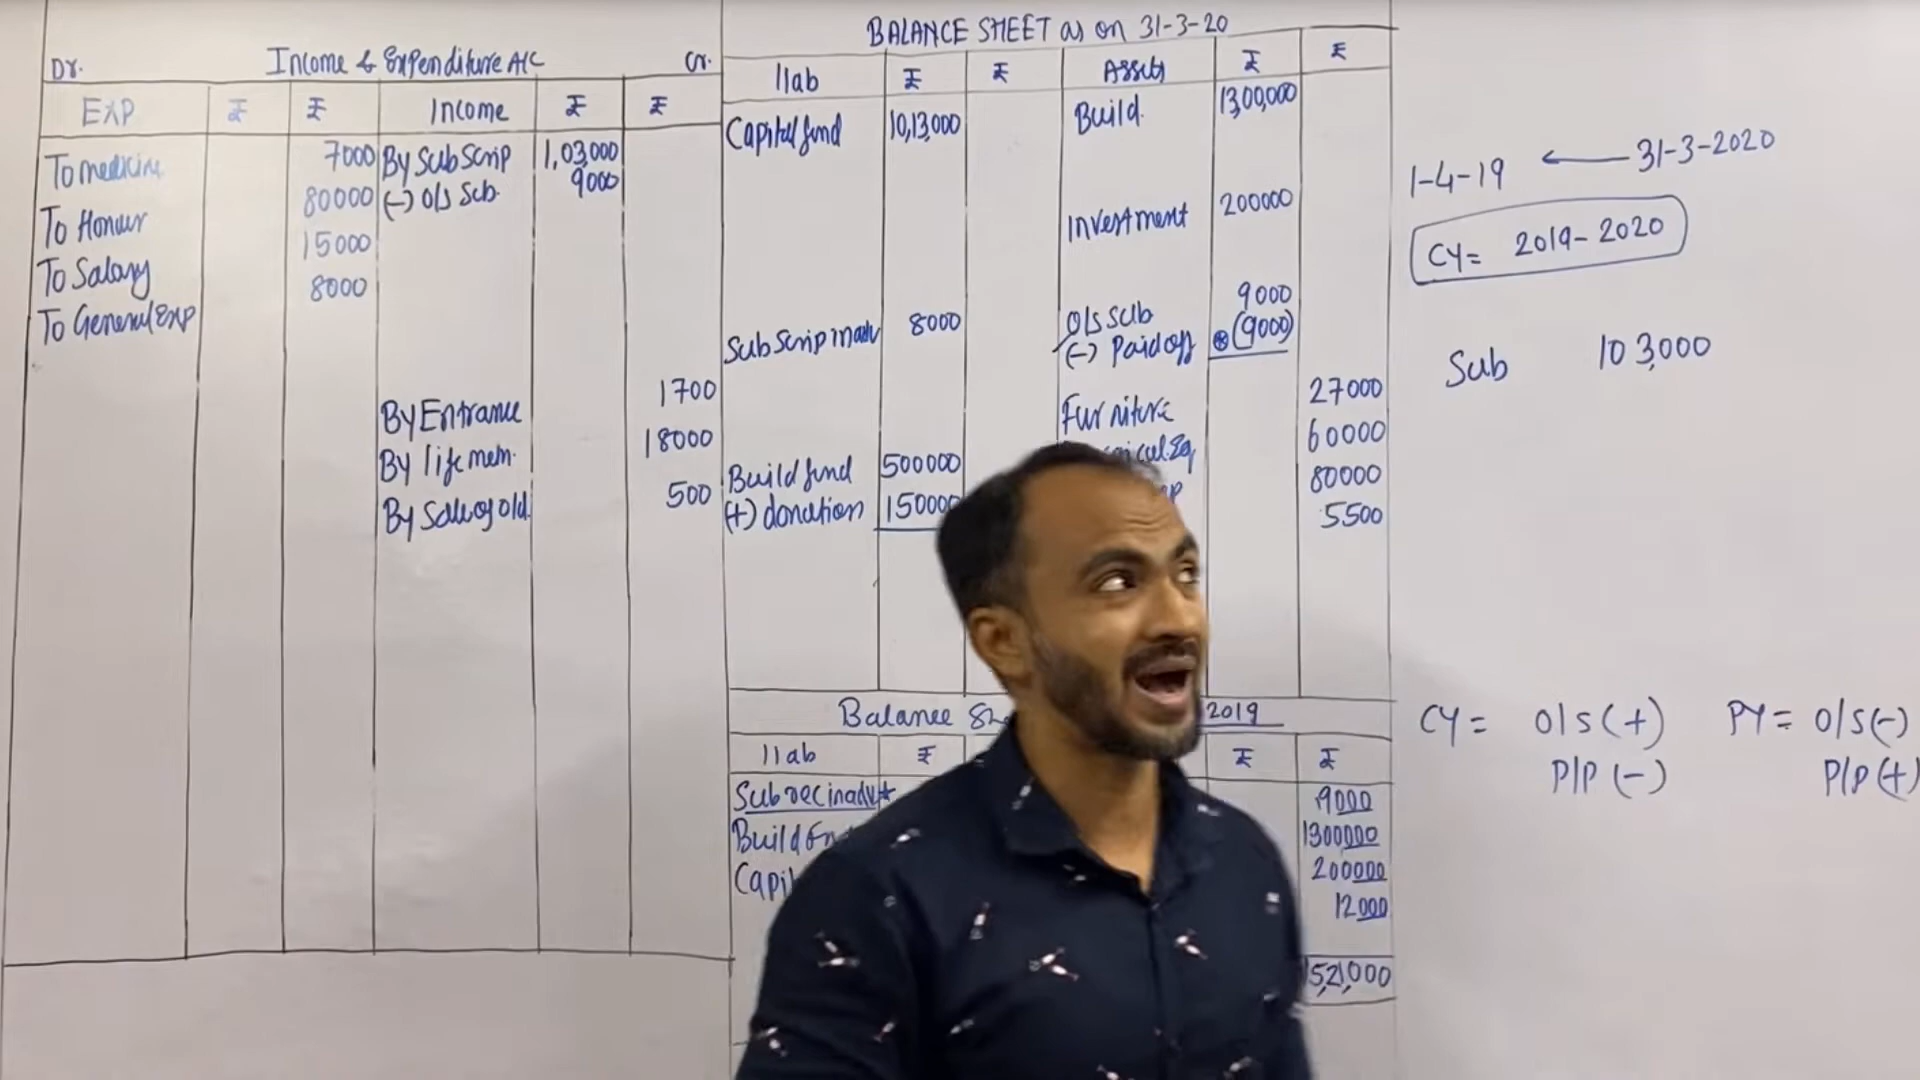 Dr. Income & Expenditure A/C Cr.
EXP ₹ ₹ Income ₹ ₹
To medicine 7000 By Subscrip 1,03,000
To Honour 80000 (-) o/s Sub. 9000
To Salary 15000
To General Exp 8000
By Entrance 1700
By life mem. 18000
By Sale of old 500
BALANCE SHEET as on 31-3-20
liab ₹ ₹ Assets ₹ ₹
Capital fund 10,13,000 Build. 13,00,000
Investment 200000
Subscrip in adv 8000 O/s Sub 9000
(-) Paid off (9000)
Furniture 27000
60000
Build fund 500000 80000
(+) donation 150000 5500
Balance 2019
liab ₹ ₹ ₹
Sub rec in adv* 9000
Build 1300000
200000
12000
1521,000
1-4-19 ← 31-3-2020
CY = 2019-2020
Sub 103,000
CY = O/S (+) PY = O/S (-)
P/P (-) P/P (+)